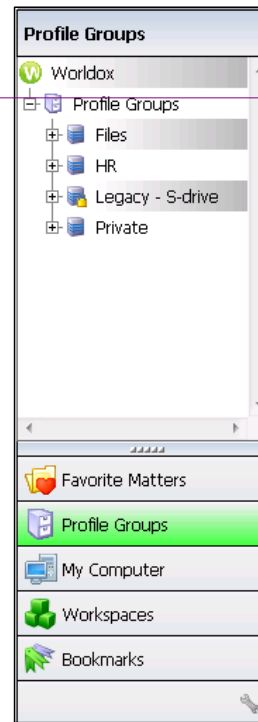 Profile Groups
Worldox
Profile Groups
Files
HR
Legacy - S-drive
Private
Favorite Matters
Profile Groups
My Computer
Workspaces
Bookmarks